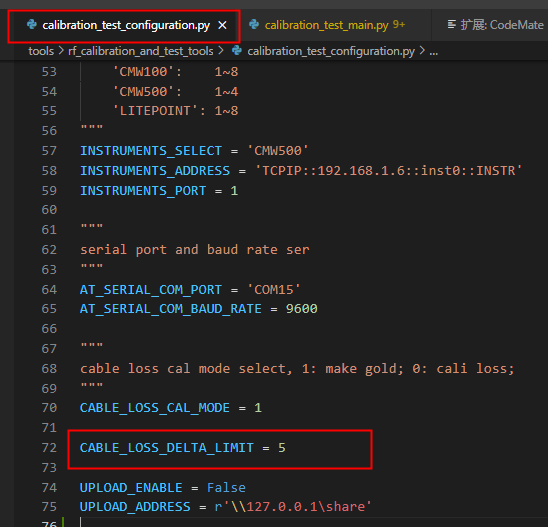 calibration_test_configuration.py × calibration_test_main.py 9+ 扩展: CodeMate
tools > rf_calibration_and_test_tools > calibration_test_configuration.py > ...
53 'CMW100': 1~8
54 'CMW500': 1~4
55 'LITEPOINT': 1~8
56 """
57 INSTRUMENTS_SELECT = 'CMW500'
58 INSTRUMENTS_ADDRESS = 'TCPIP::192.168.1.6::inst0::INSTR'
59 INSTRUMENTS_PORT = 1
60
61 """
62 serial port and baud rate ser
63 """
64 AT_SERIAL_COM_PORT = 'COM15'
65 AT_SERIAL_COM_BAUD_RATE = 9600
66
67 """
68 cable loss cal mode select, 1: make gold; 0: cali loss;
69 """
70 CABLE_LOSS_CAL_MODE = 1
71
72 CABLE_LOSS_DELTA_LIMIT = 5
73
74 UPLOAD_ENABLE = False
75 UPLOAD_ADDRESS = r'\\127.0.0.1\share'
76